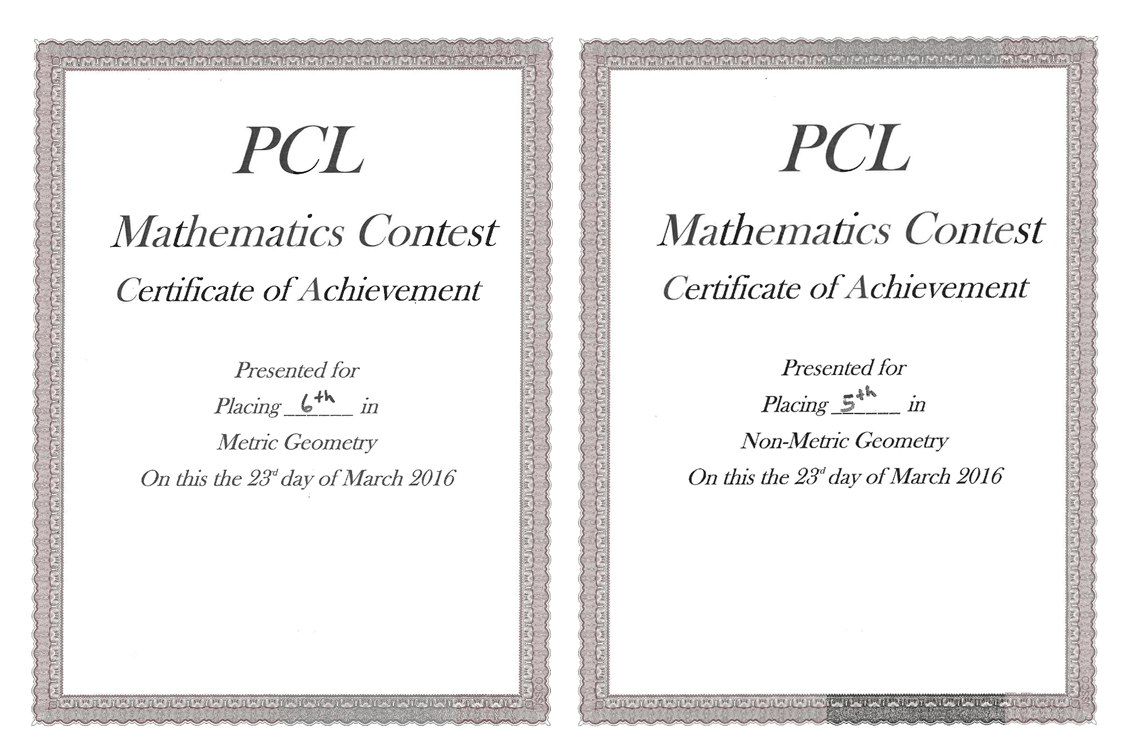 PCL
Mathematics Contest
Certificate of Achievement
Presented for
Placing 6th in
Metric Geometry
On this the 23d day of March 2016
PCL
Mathematics Contest
Certificate of Achievement
Presented for
Placing 5th in
Non-Metric Geometry
On this the 23d day of March 2016